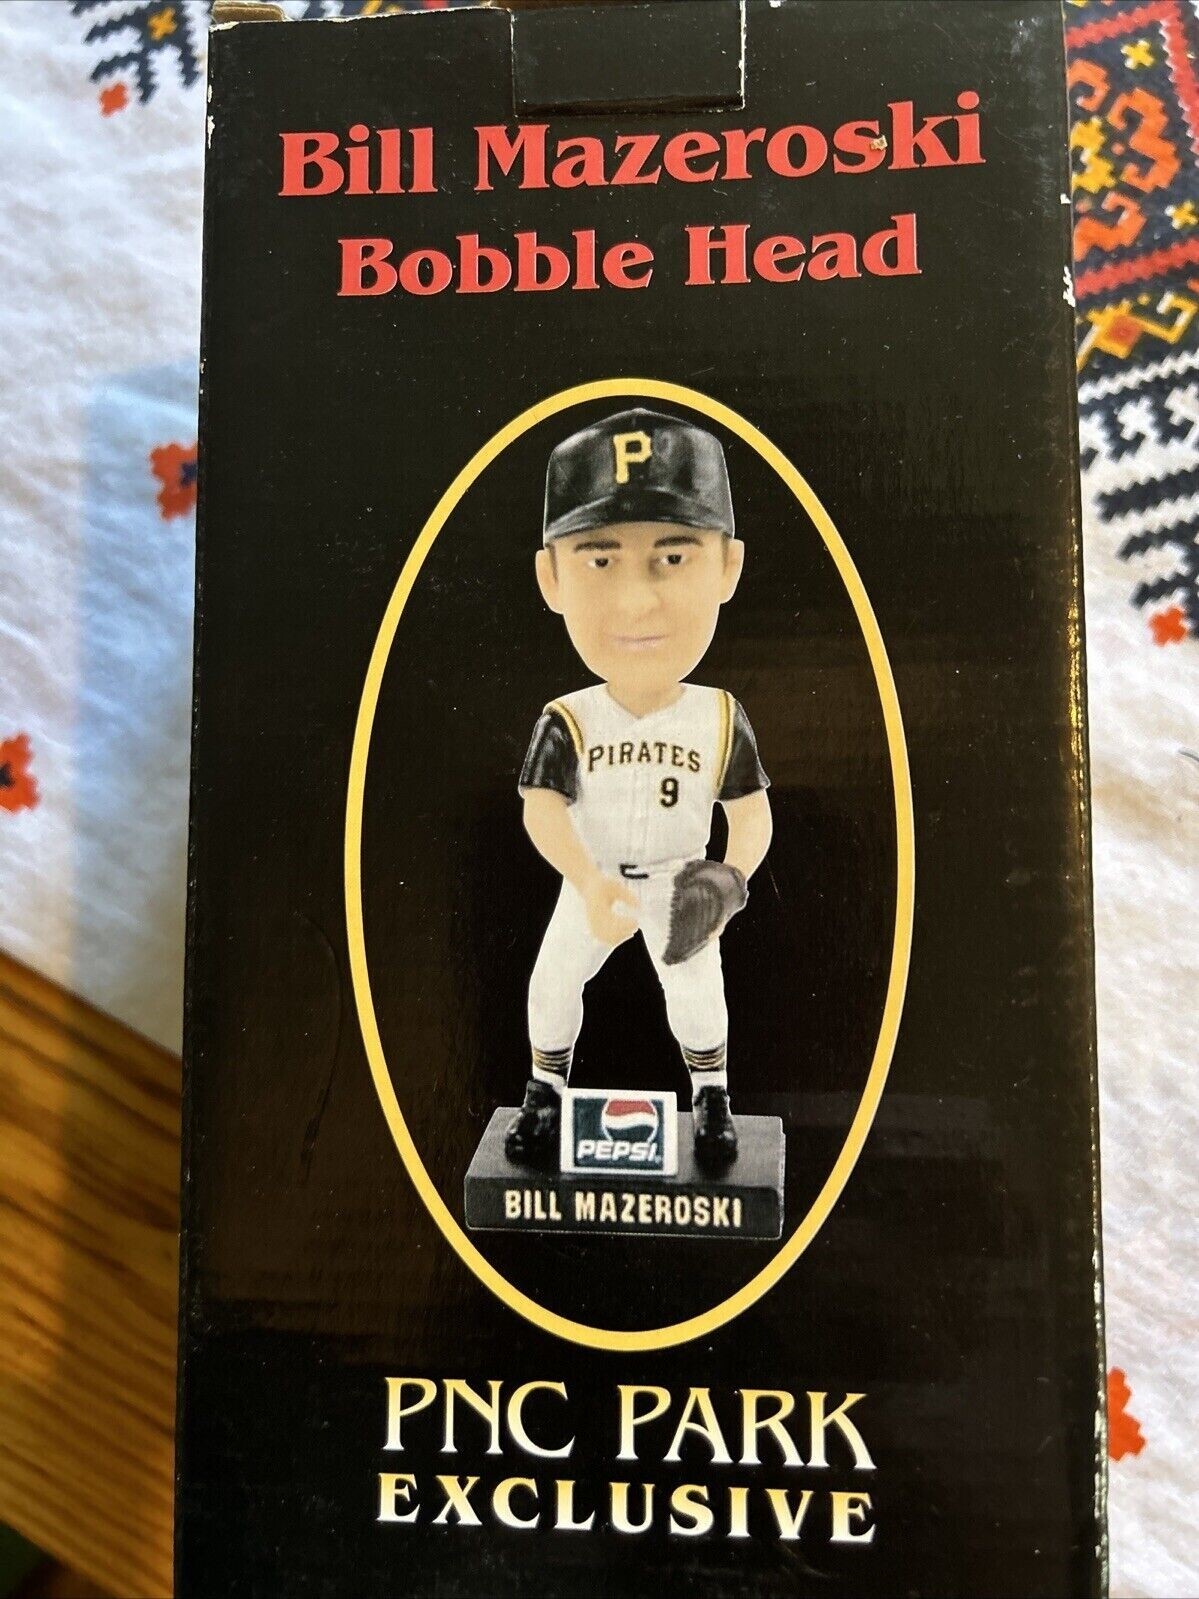 Bill Mazeroski
Bobble Head
P
PIRATES
9
PEPSI
BILL MAZEROSKI
PNC PARK
EXCLUSIVE